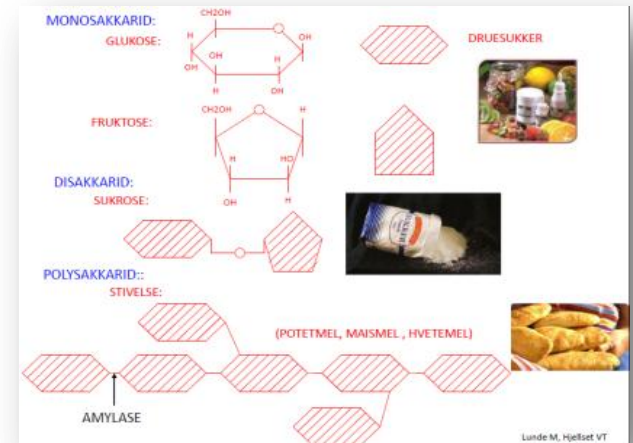 MONOSAKKARID:
GLUKOSE:
CH2OH
H
OH
OH
H
OH
H
H
OH
DRUESUKKER
FRUKTOSE:
CH2OH
H
H
HO
OH
H
DISAKKARID:
SUKROSE:
POLYSAKKARID::
STIVELSE:
(POTETMEL, MAISMEL , HVETEMEL)
AMYLASE
Lunde M, Hjellset VT